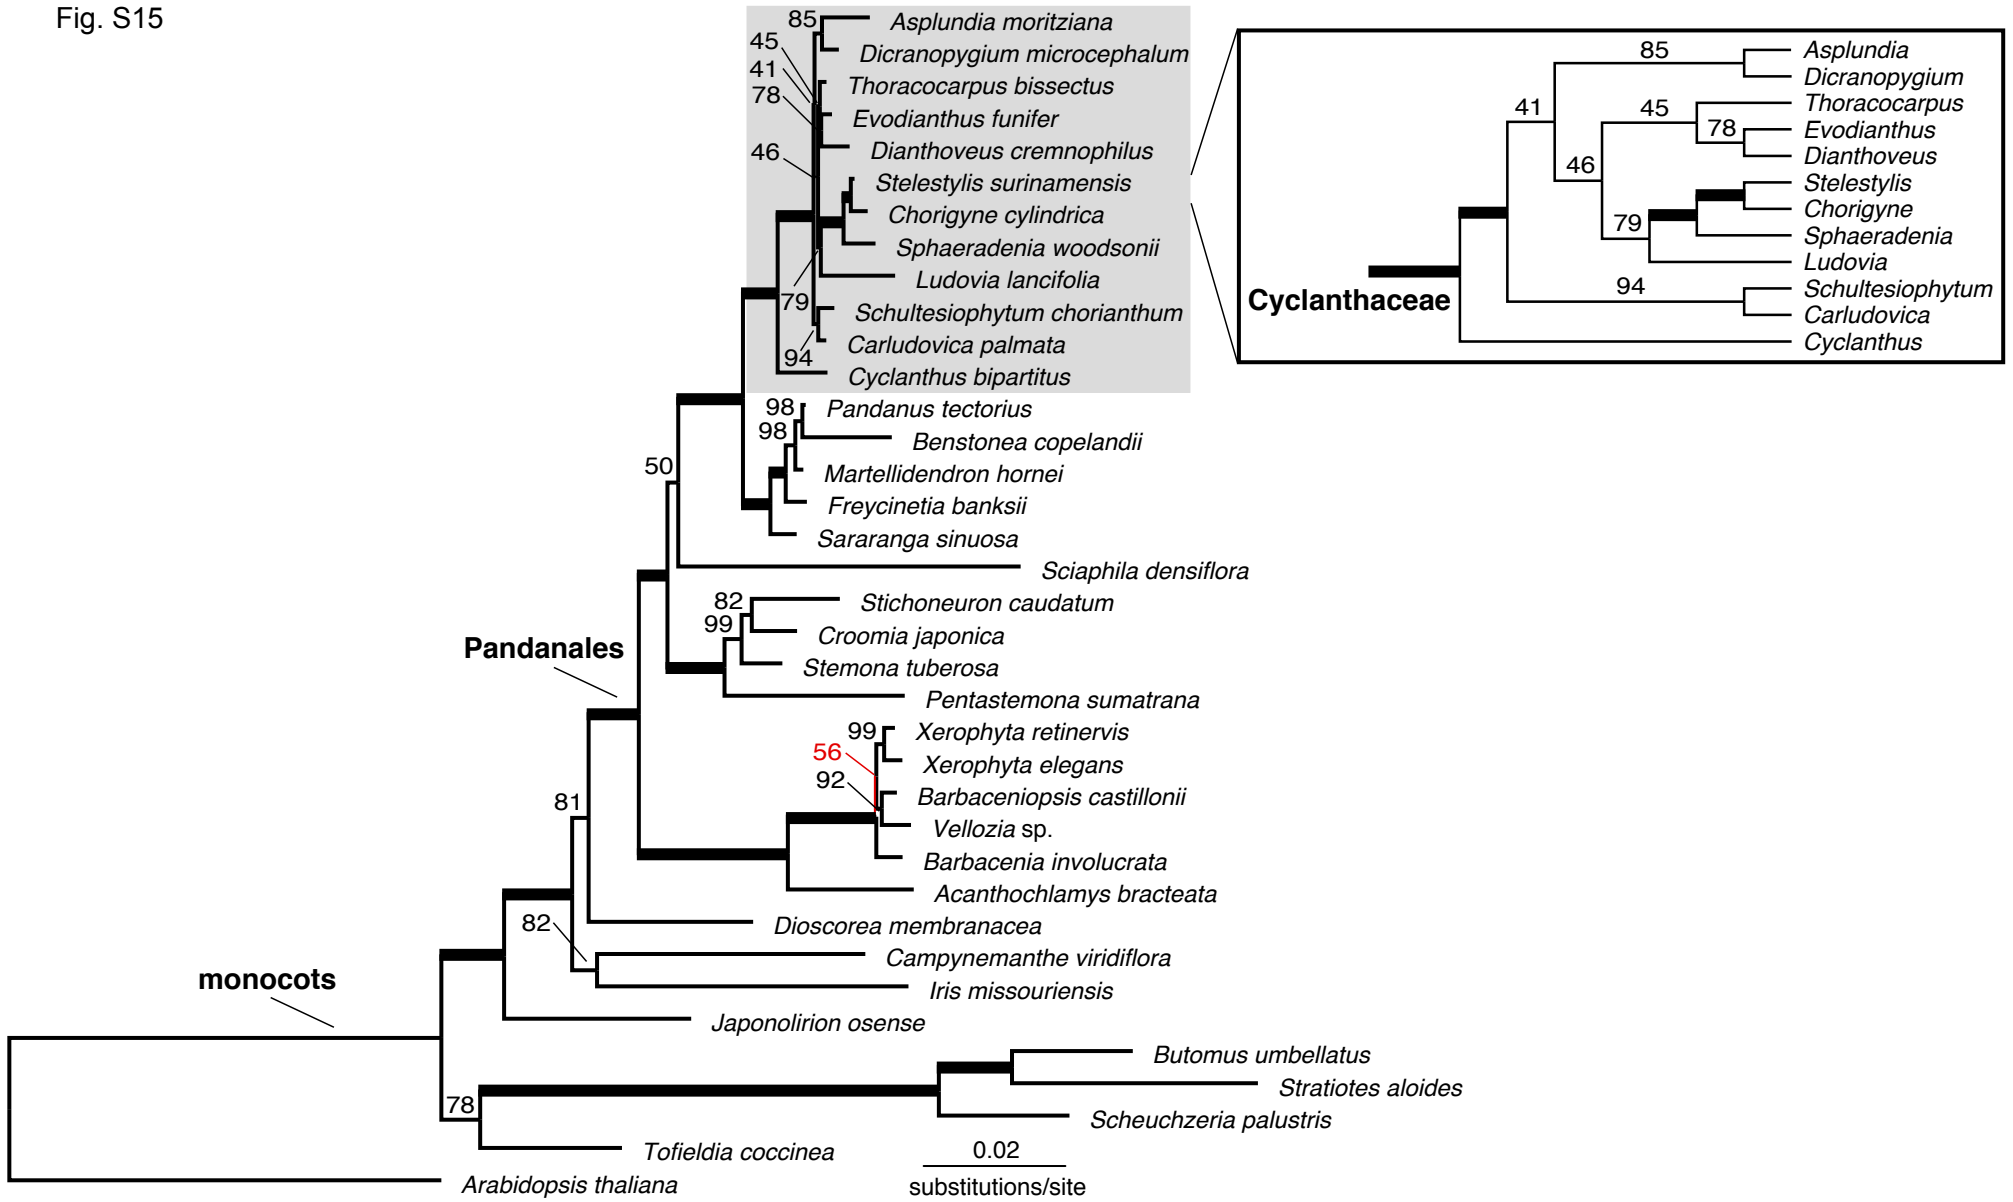 Fig. S15
85
Asplundia moritziana
45
Dicranopygium microcephalum
41
Thoracocarpus bissectus
78
Evodianthus funifer
46
Dianthoveus cremnophilus
Stelestylis surinamensis
Chorigyne cylindrica
Sphaeradenia woodsonii
Ludovia lancifolia
79
Schultesiophytum chorianthum
Carludovica palmata
94
Cyclanthus bipartitus
98
Pandanus tectorius
98
Benstonea copelandii
50
Martellidendron hornei
Freycinetia banksii
Sararanga sinuosa
Sciaphila densiflora
82
Stichoneuron caudatum
99
Croomia japonica
Pandanales
Stemona tuberosa
Pentastemona sumatrana
99
Xerophyta retinervis
56
Xerophyta elegans
92
Barbaceniopsis castillonii
81
Vellozia sp.
Barbacenia involucrata
Acanthochlamys bracteata
82
Dioscorea membranacea
Campynemanthe viridiflora
monocots
Iris missouriensis
Japonolirion osense
Butomus umbellatus
Stratiotes aloides
78
Scheuchzeria palustris
Tofieldia coccinea
0.02
substitutions/site
Arabidopsis thaliana
85
Asplundia
Dicranopygium
41
45
Thoracocarpus
78
Evodianthus
46
Dianthoveus
Stelestylis
79
Chorigyne
Sphaeradenia
Ludovia
Cyclanthaceae
94
Schultesiophytum
Carludovica
Cyclanthus